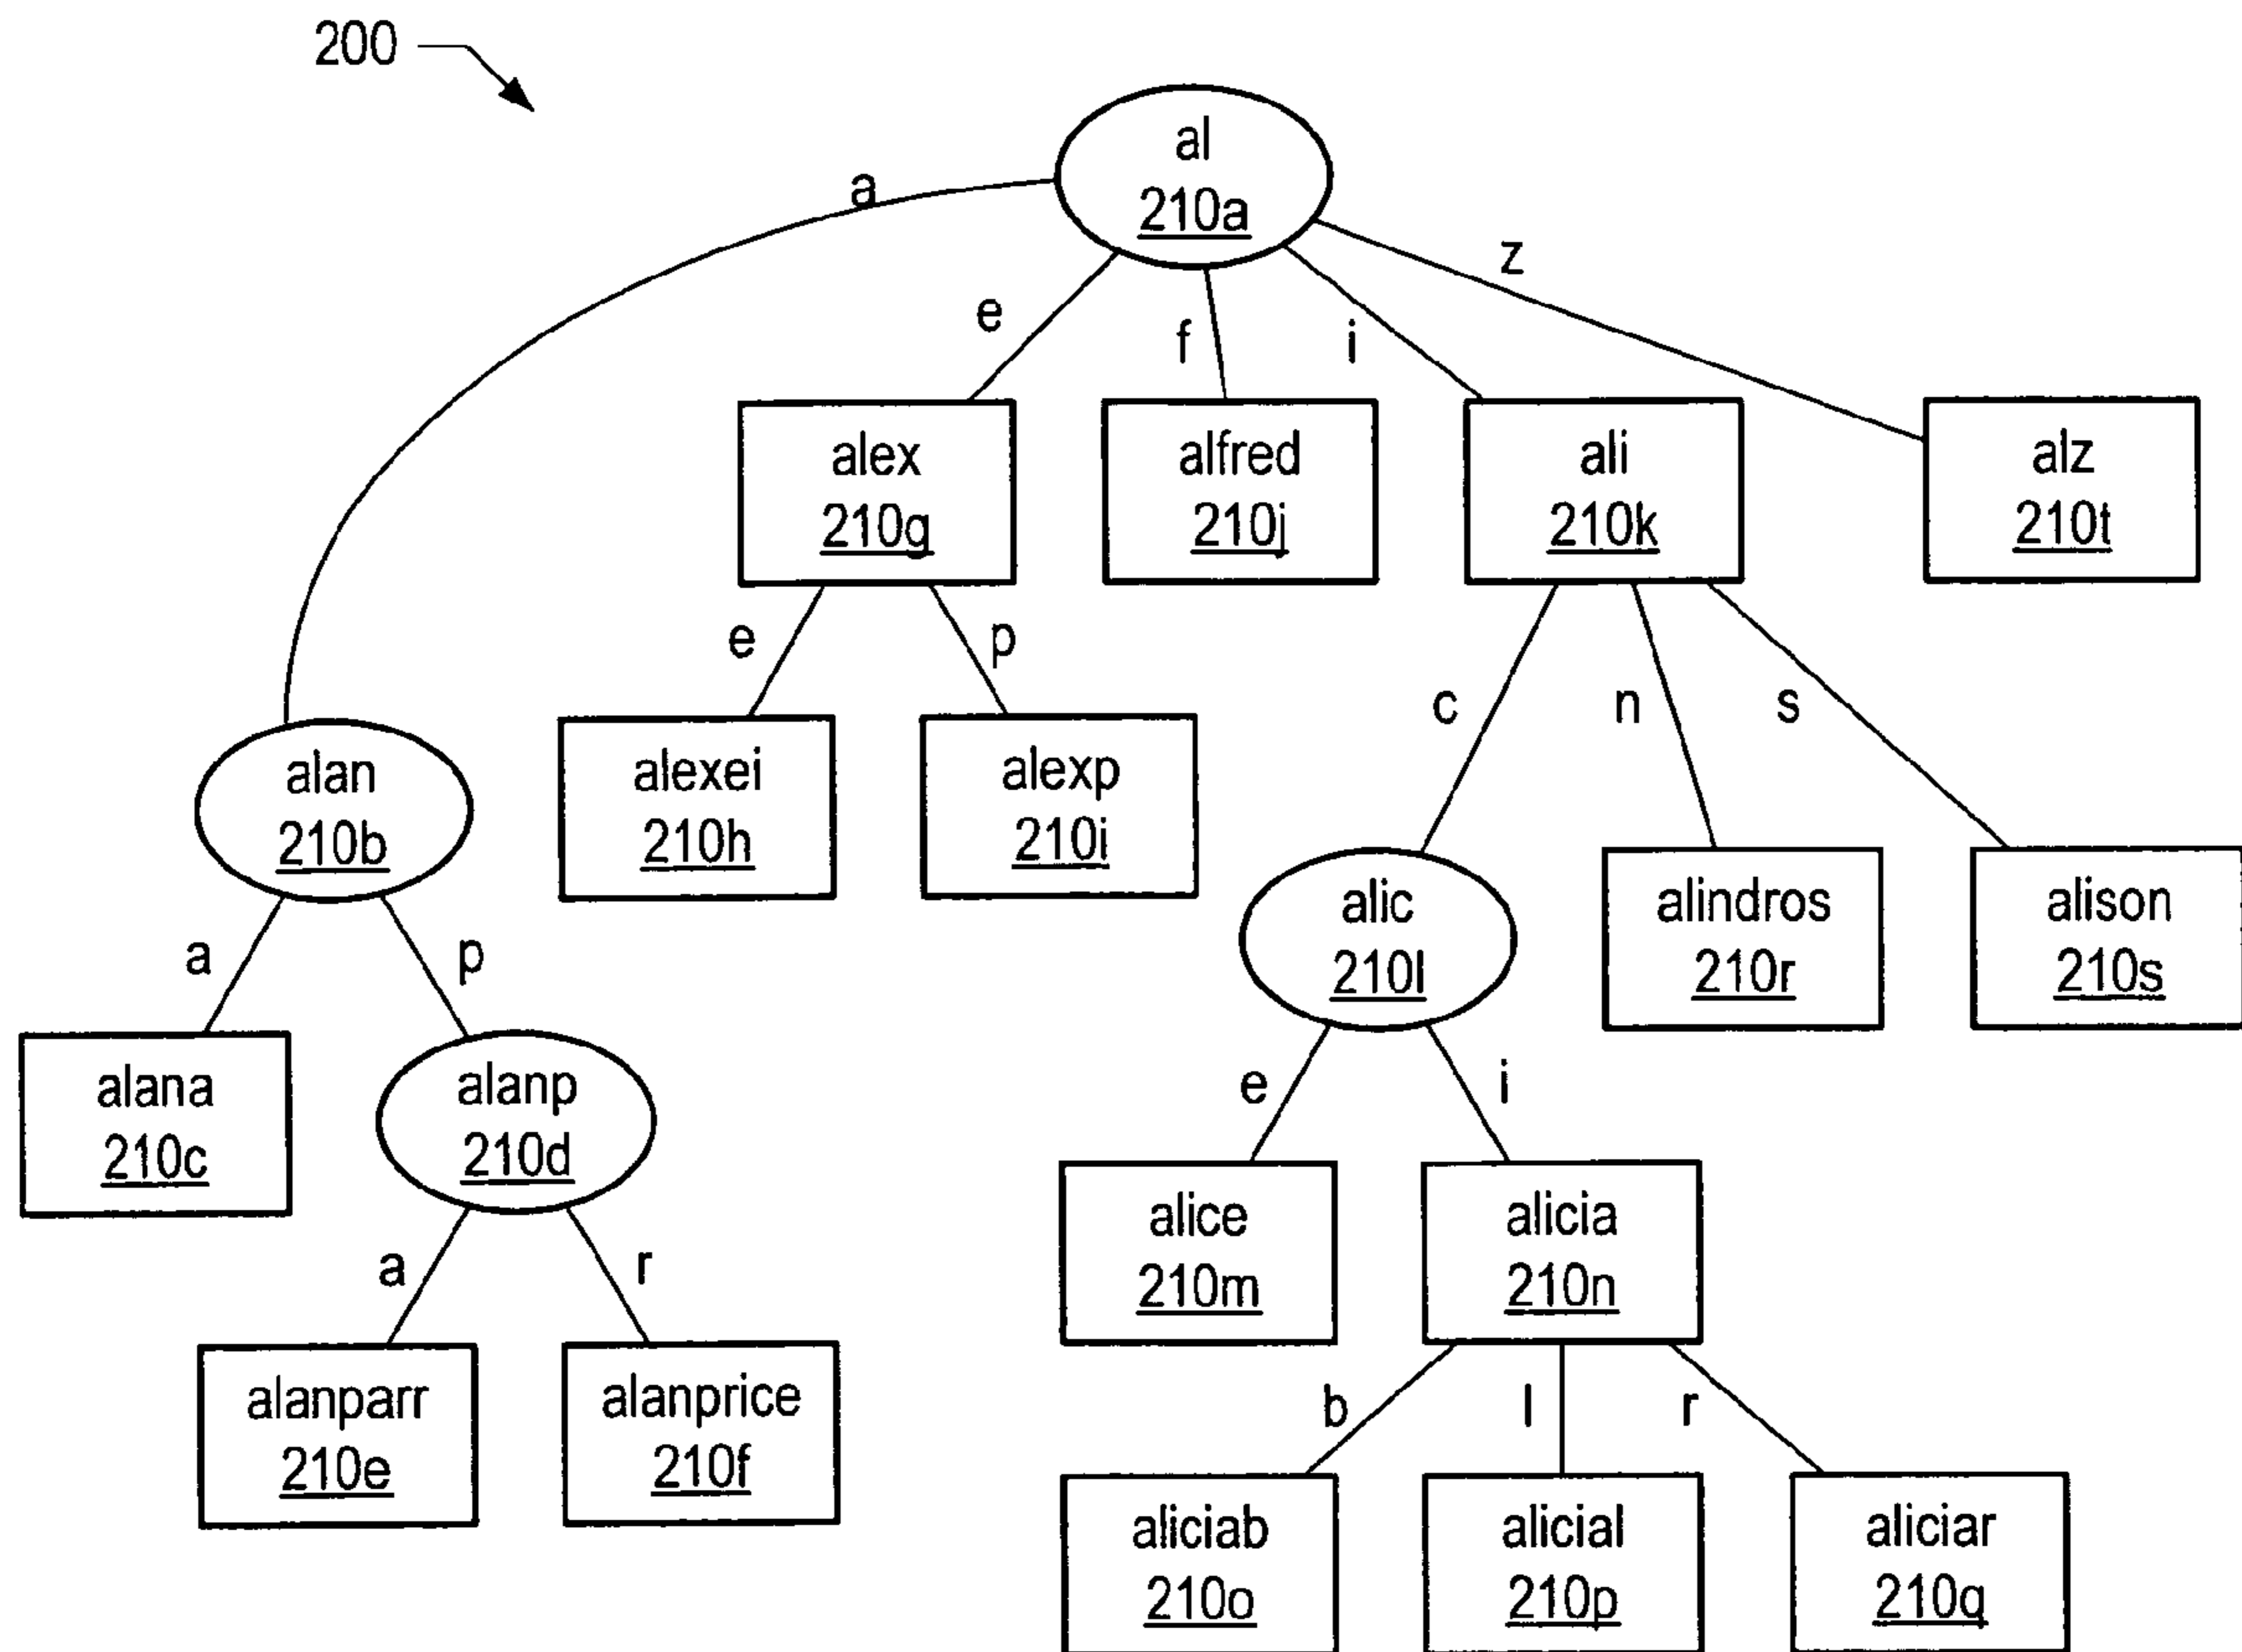 200
al
210a
a
z
e
f
i
alex
210g
alfred
210j
ali
210k
alz
210t
e
p
c
n
s
alan
210b
alexei
210h
alexp
210i
alic
210l
alindros
210r
alison
210s
a
p
alana
210c
alanp
210d
e
i
alice
210m
alicia
210n
a
r
alanparr
210e
alanprice
210f
b
l
r
aliciab
210o
alicial
210p
aliciar
210q